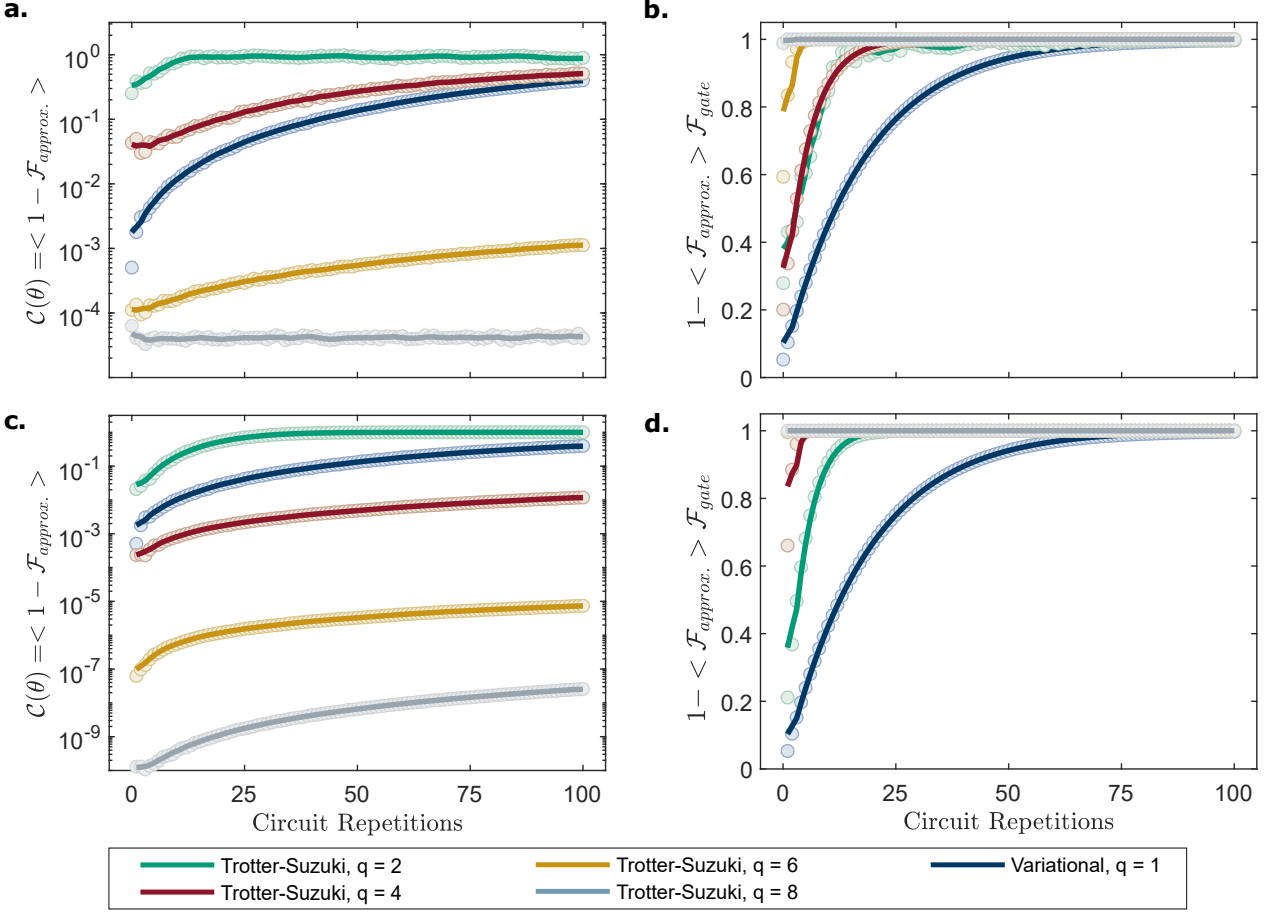 a.
10^0
10^-1
10^-2
10^-3
10^-4
C(θ) =< 1 − F_approx. >
b.
1
0.8
0.6
0.4
0.2
0
1− < F_approx. > F_gate
c.
10^-1
10^-3
10^-5
10^-7
10^-9
C(θ) =< 1 − F_approx. >
0 25 50 75 100
Circuit Repetitions
d.
1
0.8
0.6
0.4
0.2
0
1− < F_approx. > F_gate
0 25 50 75 100
Circuit Repetitions
Trotter-Suzuki, q = 2
Trotter-Suzuki, q = 6
Variational, q = 1
Trotter-Suzuki, q = 4
Trotter-Suzuki, q = 8